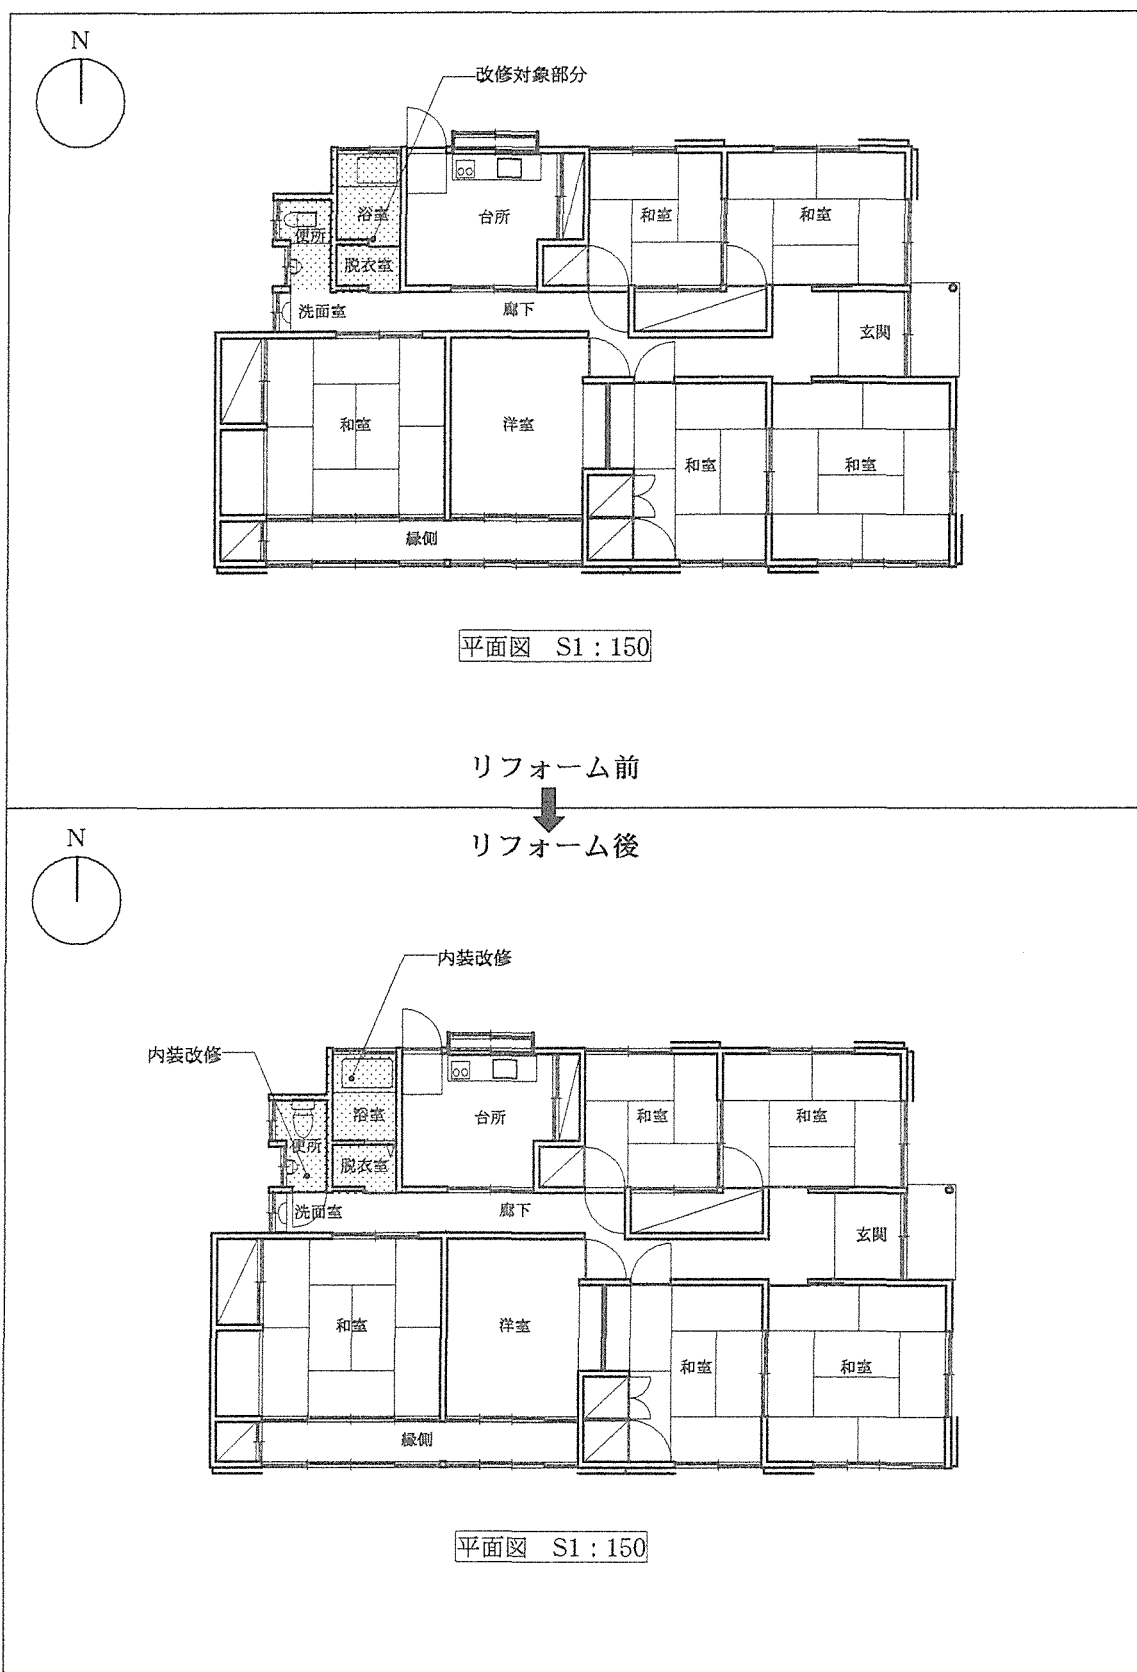 N
改修対象部分
浴室
台所
和室
和室
便所
脱衣室
洗面室
廊下
玄関
和室
洋室
和室
和室
縁側
平面図 S1:150
リフォーム前
リフォーム後
N
内装改修
内装改修
浴室
台所
和室
和室
便所
脱衣室
洗面室
廊下
玄関
和室
洋室
和室
和室
縁側
平面図 S1:150